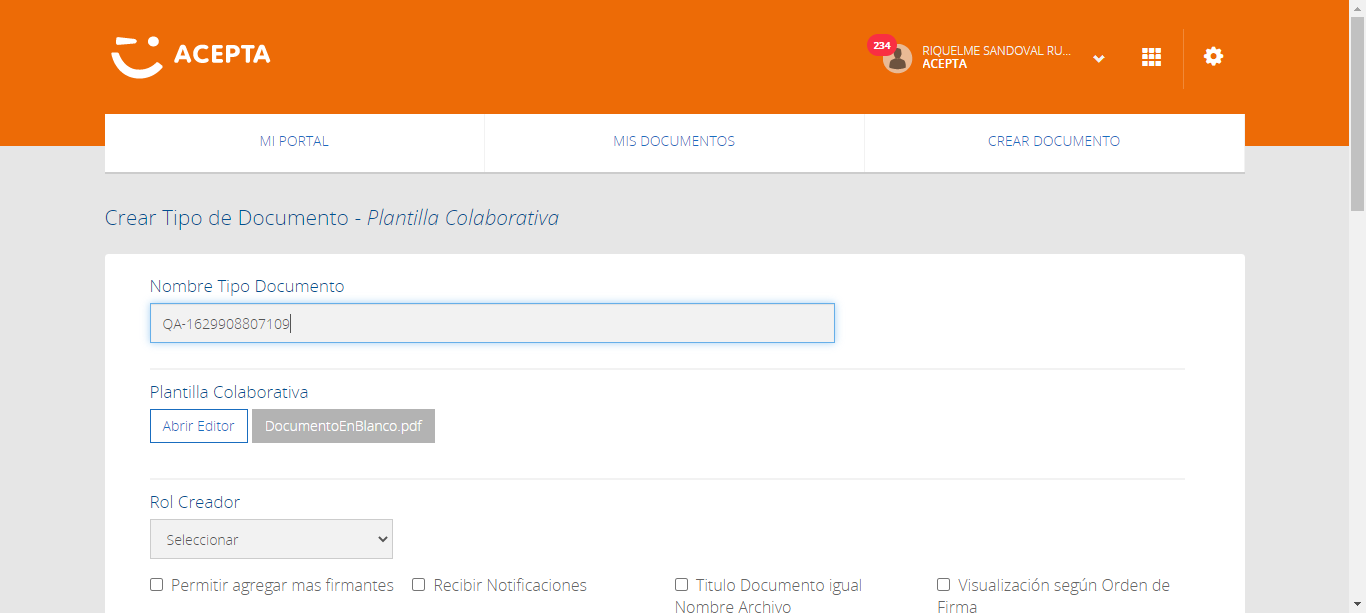 ACEPTA
234
RIQUELME SANDOVAL RU...
ACEPTA
MI PORTAL
MIS DOCUMENTOS
CREAR DOCUMENTO
Crear Tipo de Documento - Plantilla Colaborativa
Nombre Tipo Documento
QA-1629908807109
Plantilla Colaborativa
Abrir Editor
DocumentoEnBlanco.pdf
Rol Creador
Seleccionar
Permitir agregar mas firmantes
Recibir Notificaciones
Titulo Documento igual
Nombre Archivo
Visualización según Orden de
Firma